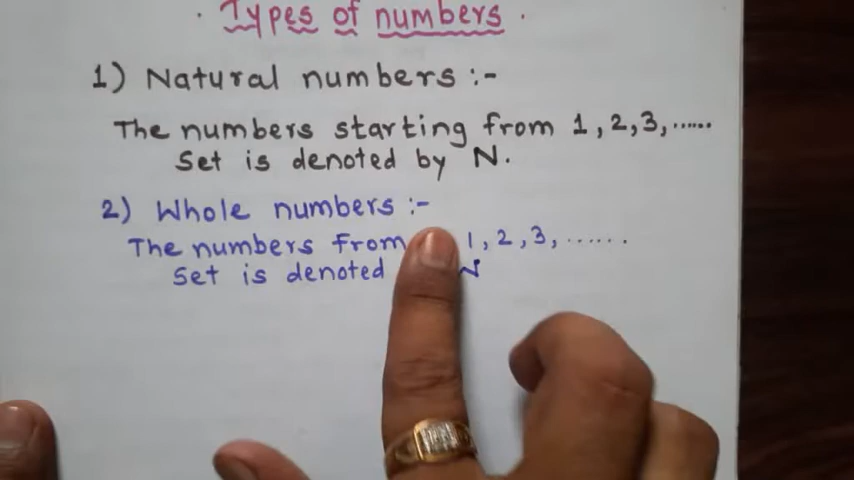 . Types of numbers .
1) Natural numbers :-
The numbers starting from 1, 2, 3, ......
Set is denoted by N.
2) Whole numbers :-
The numbers from 1, 2, 3, ......
Set is denoted